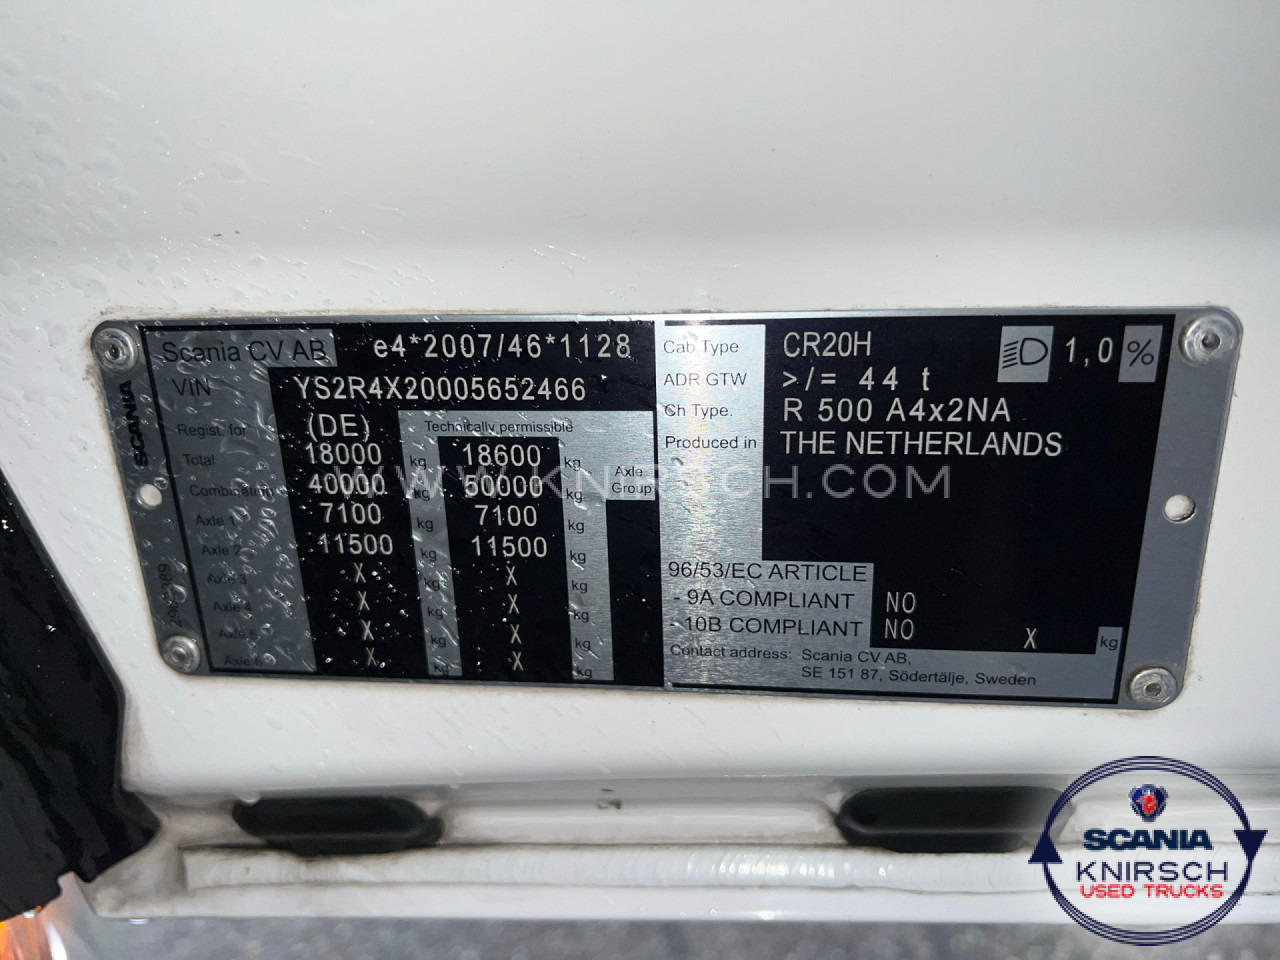 Scania CV AB e4*2007/46*1128
VIN YS2R4X20005652466
Regist. for (DE) Technically permissible
Total 18000 kg 18600 kg
Combination 40000 kg 50000 kg Axle Group
Axle 1 7100 kg 7100 kg
Axle 2 11500 kg 11500 kg
Axle 3 X kg X kg
Axle 4 X kg X kg
Axle 5 X kg X kg
Axle 6 X kg X kg
SCANIA
Cab Type CR20H 1,0 %
ADR GTW >/= 44 t
Ch Type. R 500 A4x2NA
Produced in THE NETHERLANDS
96/53/EC ARTICLE
- 9A COMPLIANT NO
- 10B COMPLIANT NO X kg
Contact address: Scania CV AB,
SE 151 87, Södertälje, Sweden
WWW.KNIRSCH.COM
SCANIA
KNIRSCH
USED TRUCKS